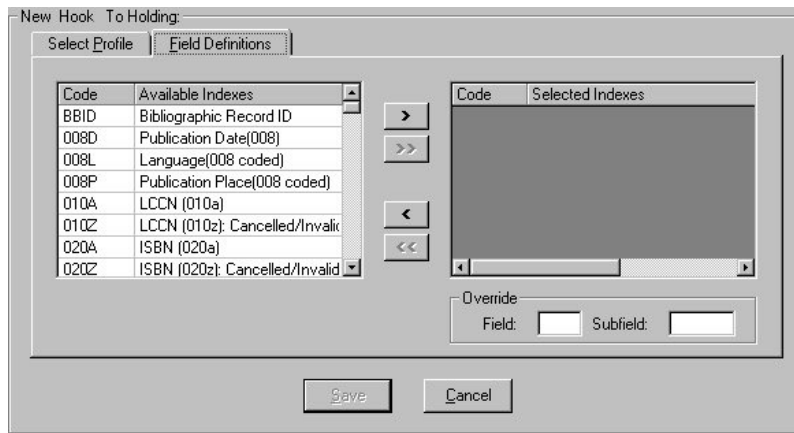 New Hook To Holding:
Select Profile
Field Definitions
Code Available Indexes
BBID Bibliographic Record ID
008D Publication Date(008)
008L Language(008 coded)
008P Publication Place(008 coded)
010A LCCN (010a)
010Z LCCN (010z): Cancelled/Invalic
020A ISBN (020a)
020Z ISBN (020z): Cancelled/Invalid
>
>>
<
<<
Code Selected Indexes
Override
Field: Subfield:
Save Cancel